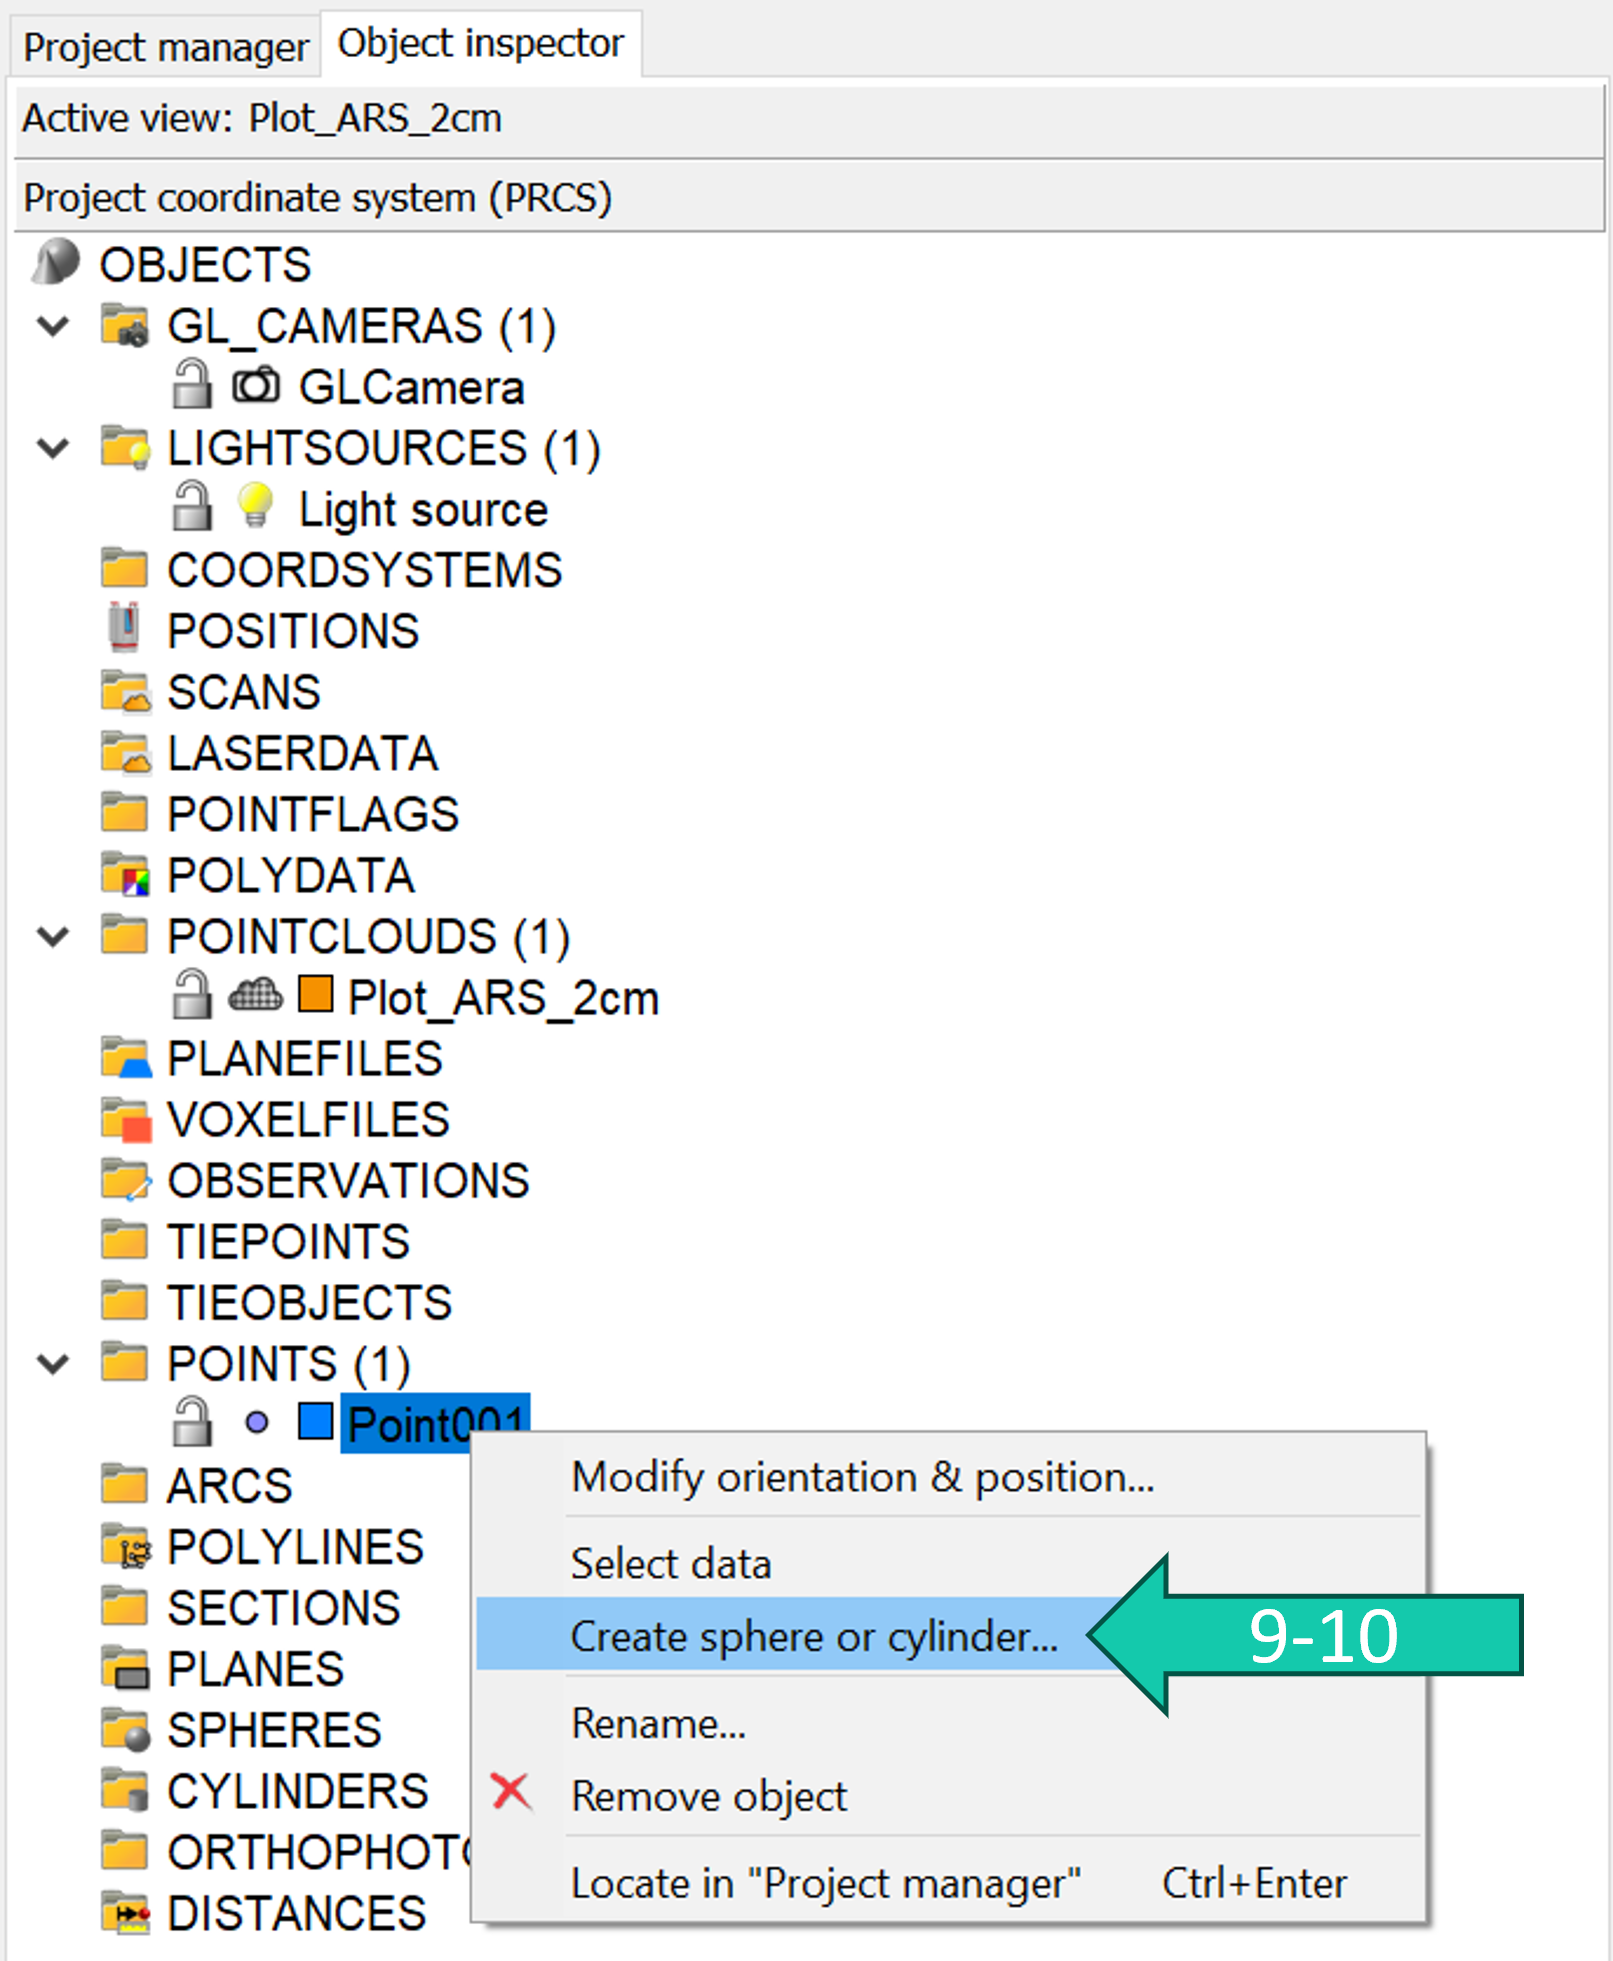 Project manager
Object inspector
Active view: Plot_ARS_2cm
Project coordinate system (PRCS)
OBJECTS
GL_CAMERAS (1)
GLCamera
LIGHTSOURCES (1)
Light source
COORDSYSTEMS
POSITIONS
SCANS
LASERDATA
POINTFLAGS
POLYDATA
POINTCLOUDS (1)
Plot_ARS_2cm
PLANEFILES
VOXELFILES
OBSERVATIONS
TIEPOINTS
TIEOBJECTS
POINTS (1)
Point001
ARCS
POLYLINES
SECTIONS
PLANES
SPHERES
CYLINDERS
ORTHOPHOTO
DISTANCES
Modify orientation & position...
Select data
Create sphere or cylinder...
9-10
Rename...
Remove object
Locate in "Project manager" Ctrl+Enter